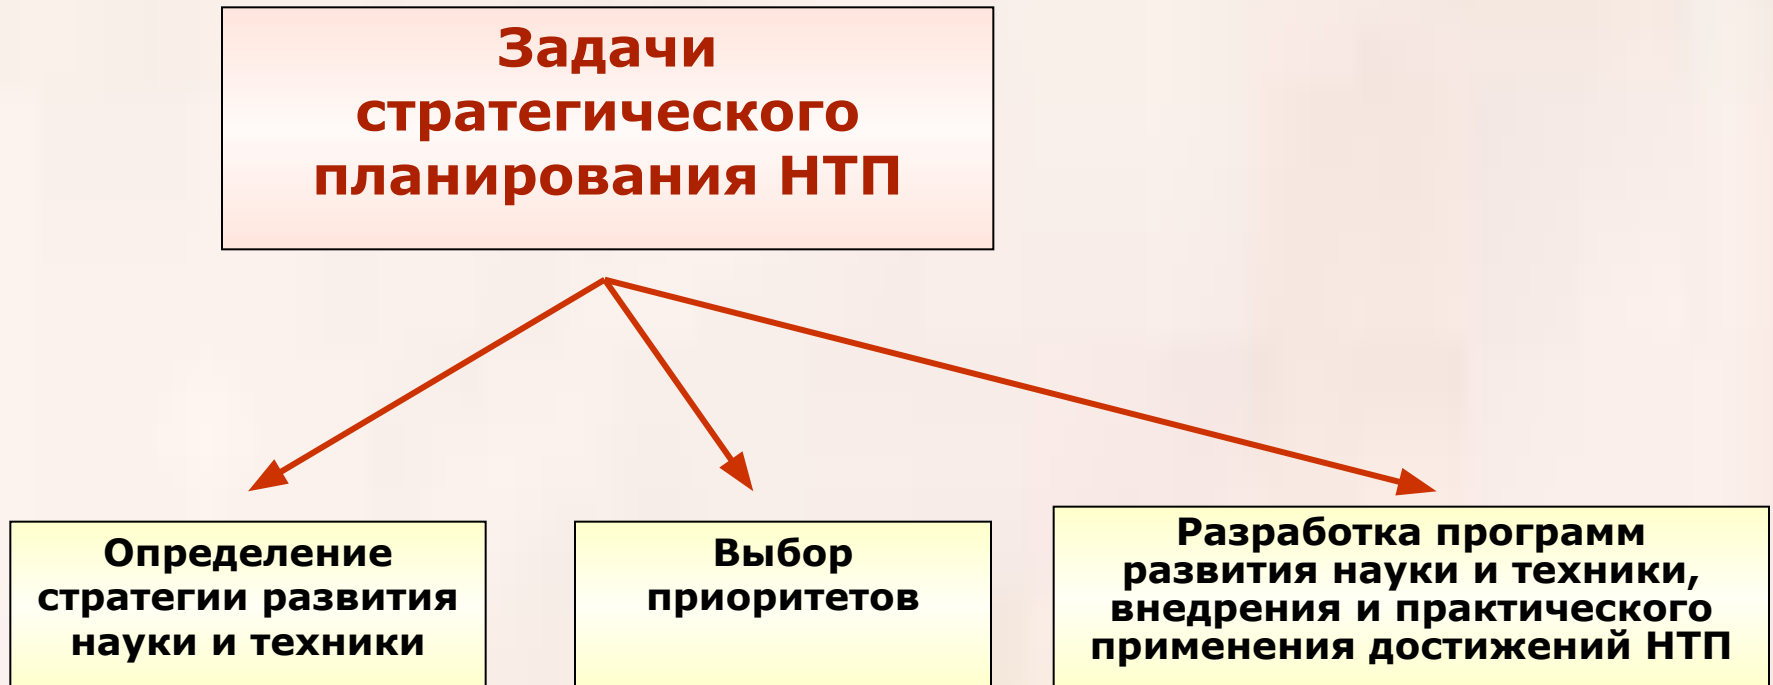 Задачи
стратегического
планирования НТП
Определение
стратегии развития
науки и техники
Выбор
приоритетов
Разработка программ
развития науки и техники,
внедрения и практического
применения достижений НТП